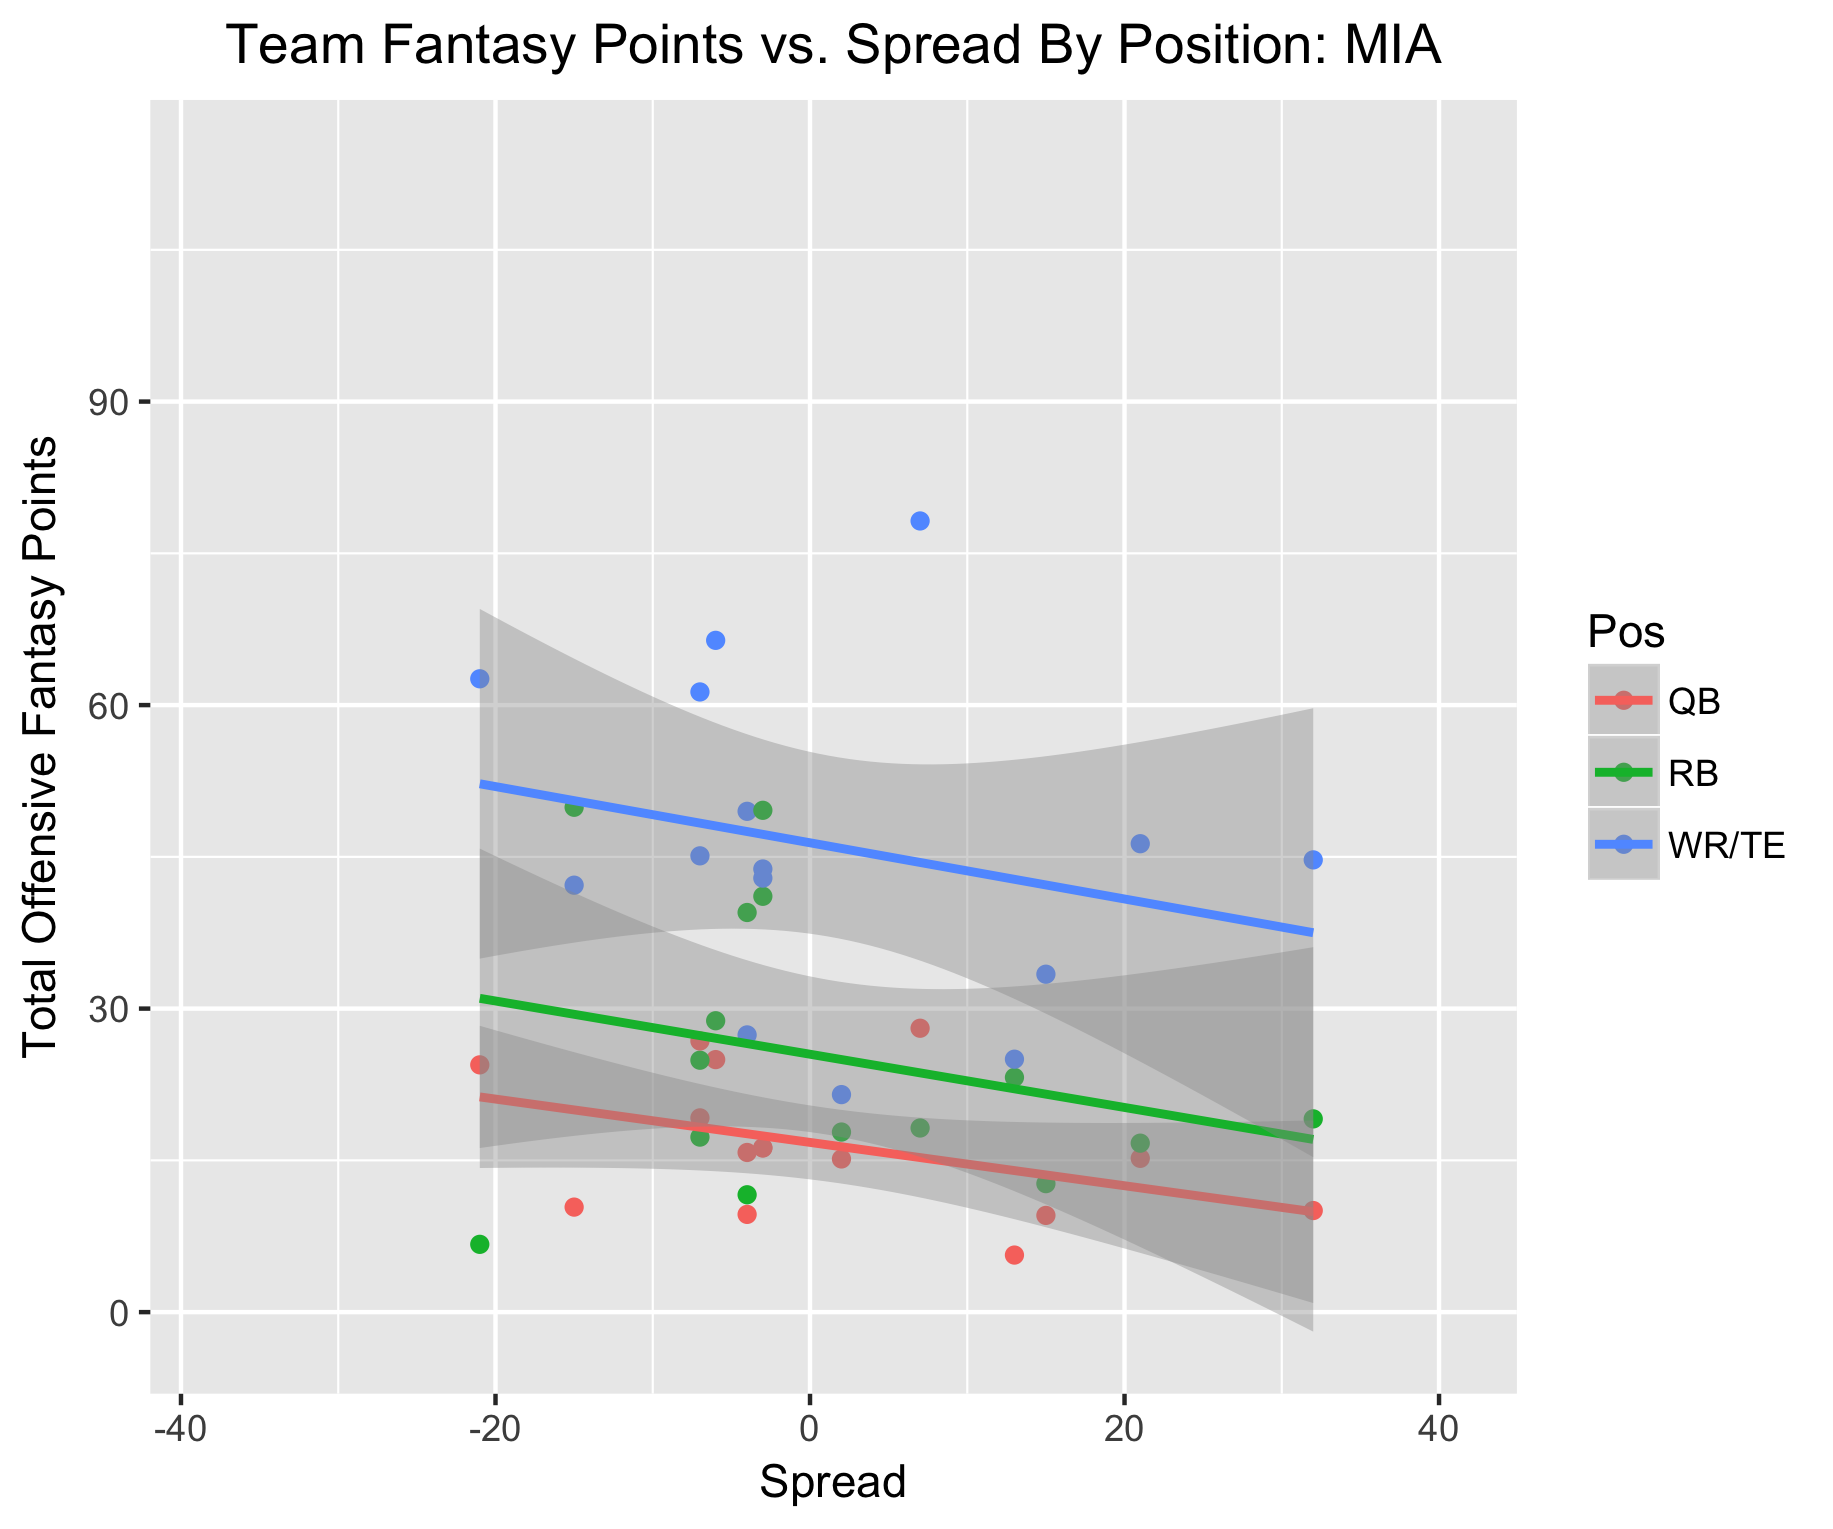 Team Fantasy Points vs. Spread By Position: MIA
Total Offensive Fantasy Points
90
60
30
0
-40
-20
0
20
40
Spread
Pos
QB
RB
WR/TE